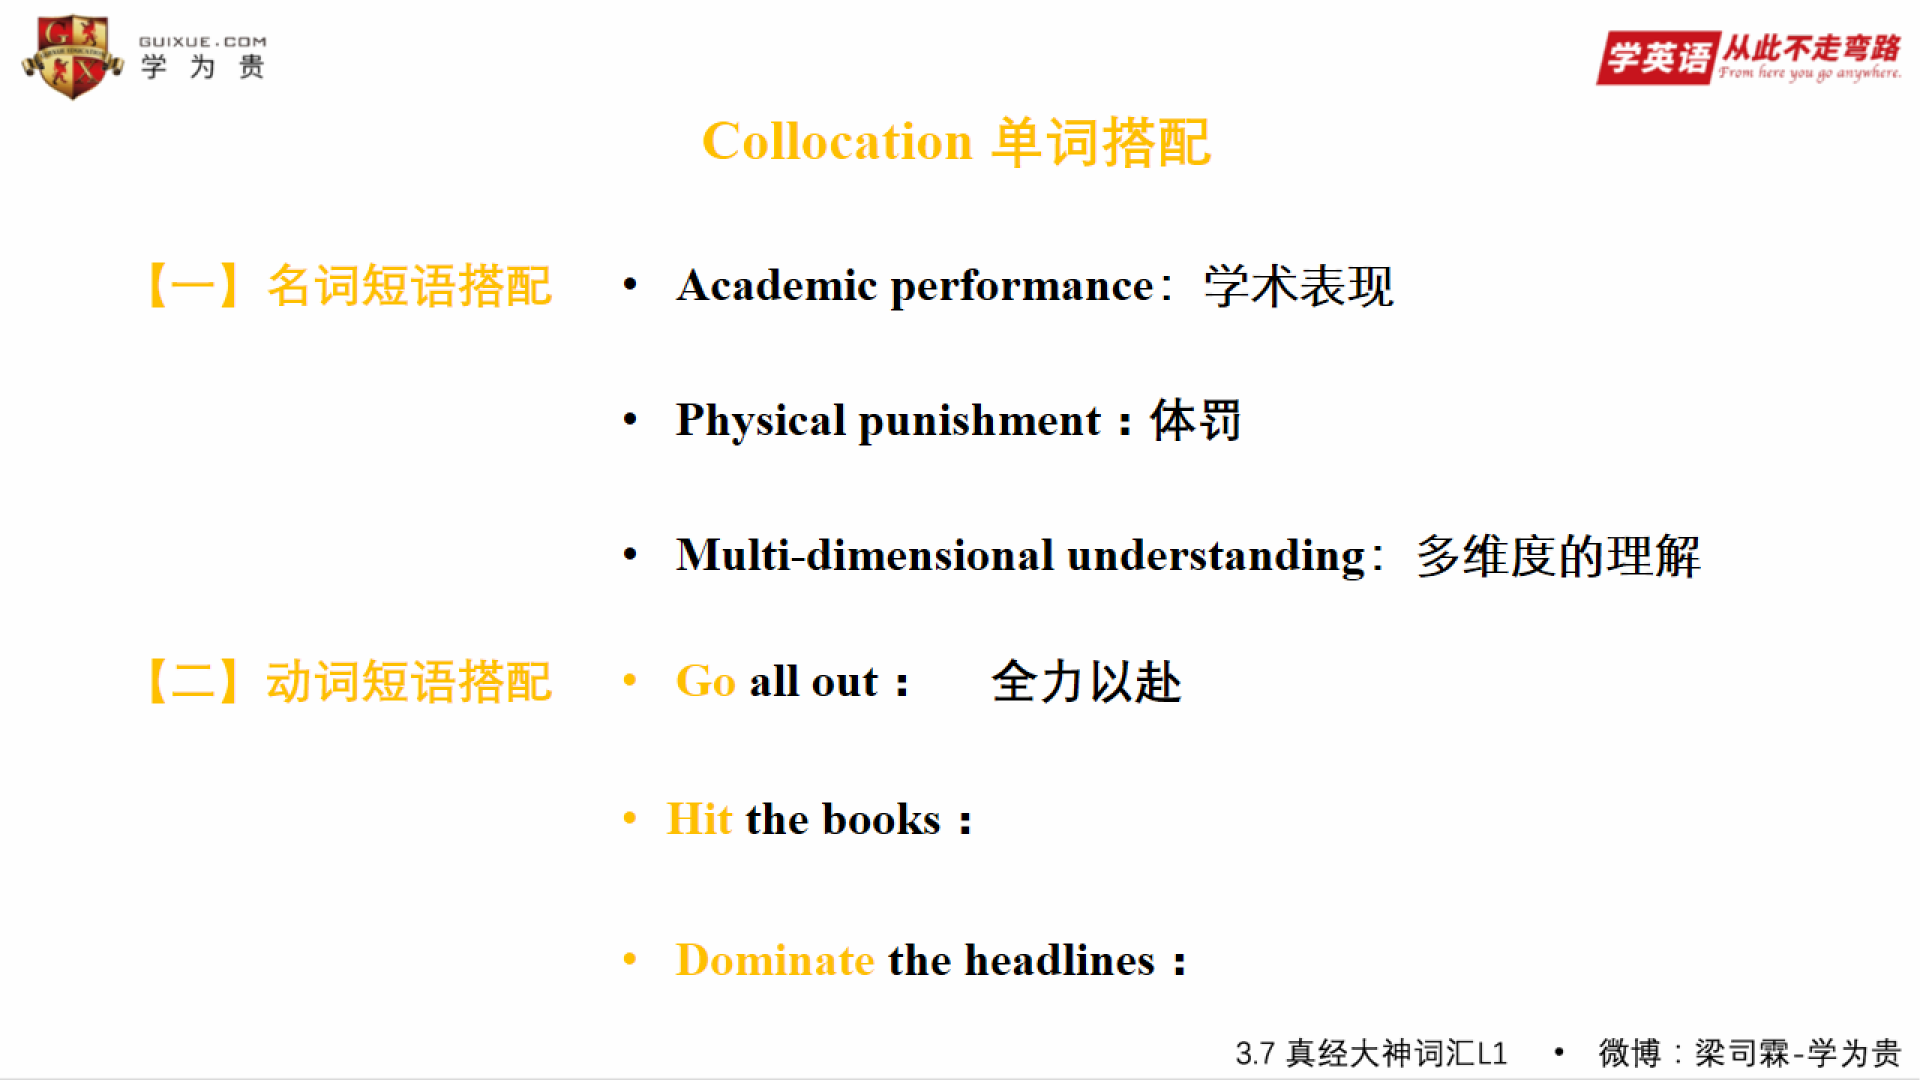 GUIXUE.COM
学为贵
学英语 从此不走弯路
From here you go anywhere.
Collocation 单词搭配
【一】名词短语搭配
• Academic performance：学术表现
• Physical punishment：体罚
• Multi-dimensional understanding：多维度的理解
【二】动词短语搭配
• Go all out： 全力以赴
• Hit the books：
• Dominate the headlines：
3.7 真经大神词汇L1 • 微博：梁司霖-学为贵